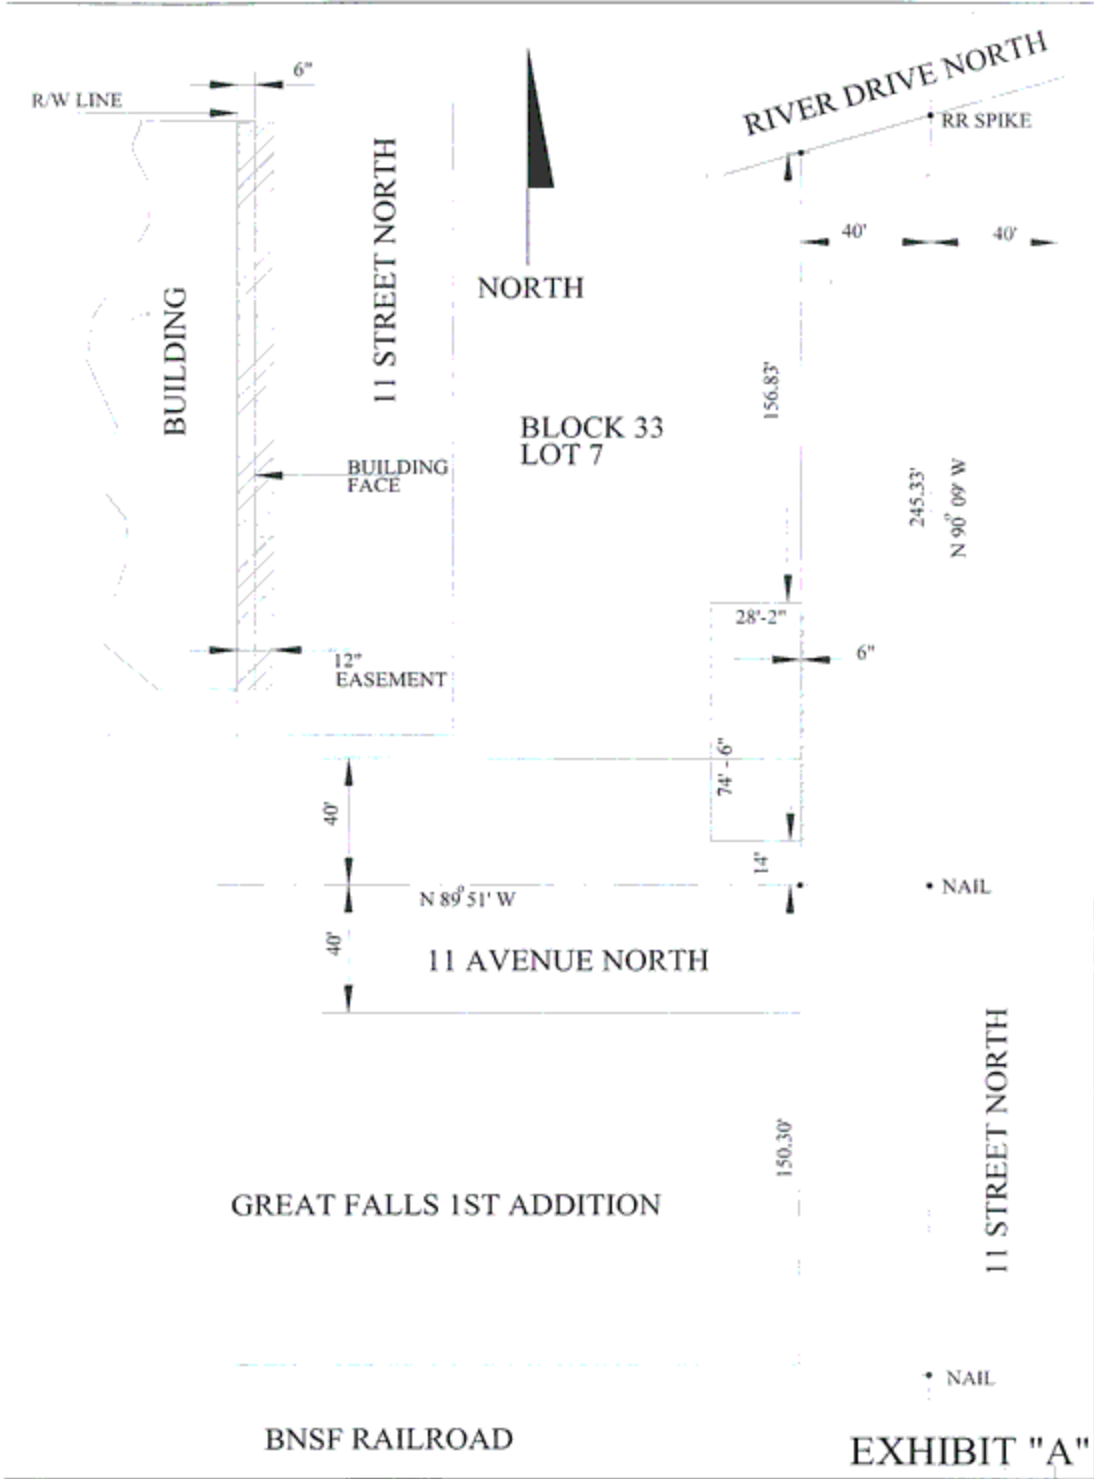 6"
R/W LINE
RIVER DRIVE NORTH
RR SPIKE
11 STREET NORTH
40'
40'
NORTH
BUILDING
156.83'
BLOCK 33
LOT 7
BUILDING
FACE
245.33'
N 90° 09' W
28'-2"
6"
12"
EASEMENT
74' - 6"
40'
14'
N 89° 51' W
NAIL
40'
11 AVENUE NORTH
11 STREET NORTH
150.30'
GREAT FALLS 1ST ADDITION
NAIL
BNSF RAILROAD
EXHIBIT "A"